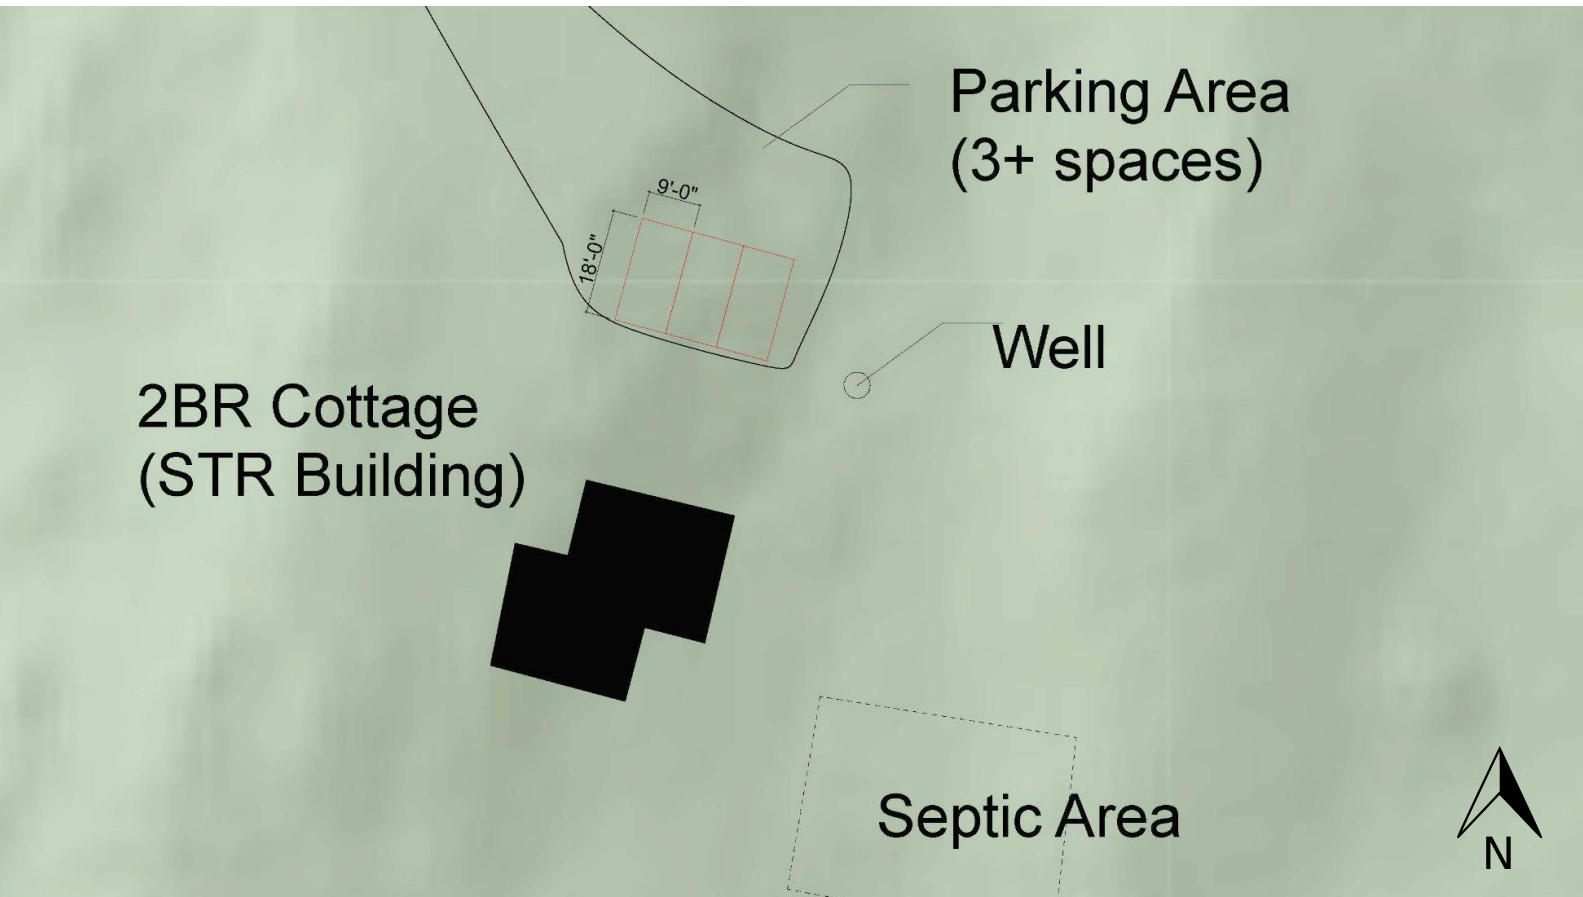 Parking Area
(3+ spaces)
9'-0"
18'-0"
Well
2BR Cottage
(STR Building)
Septic Area
N